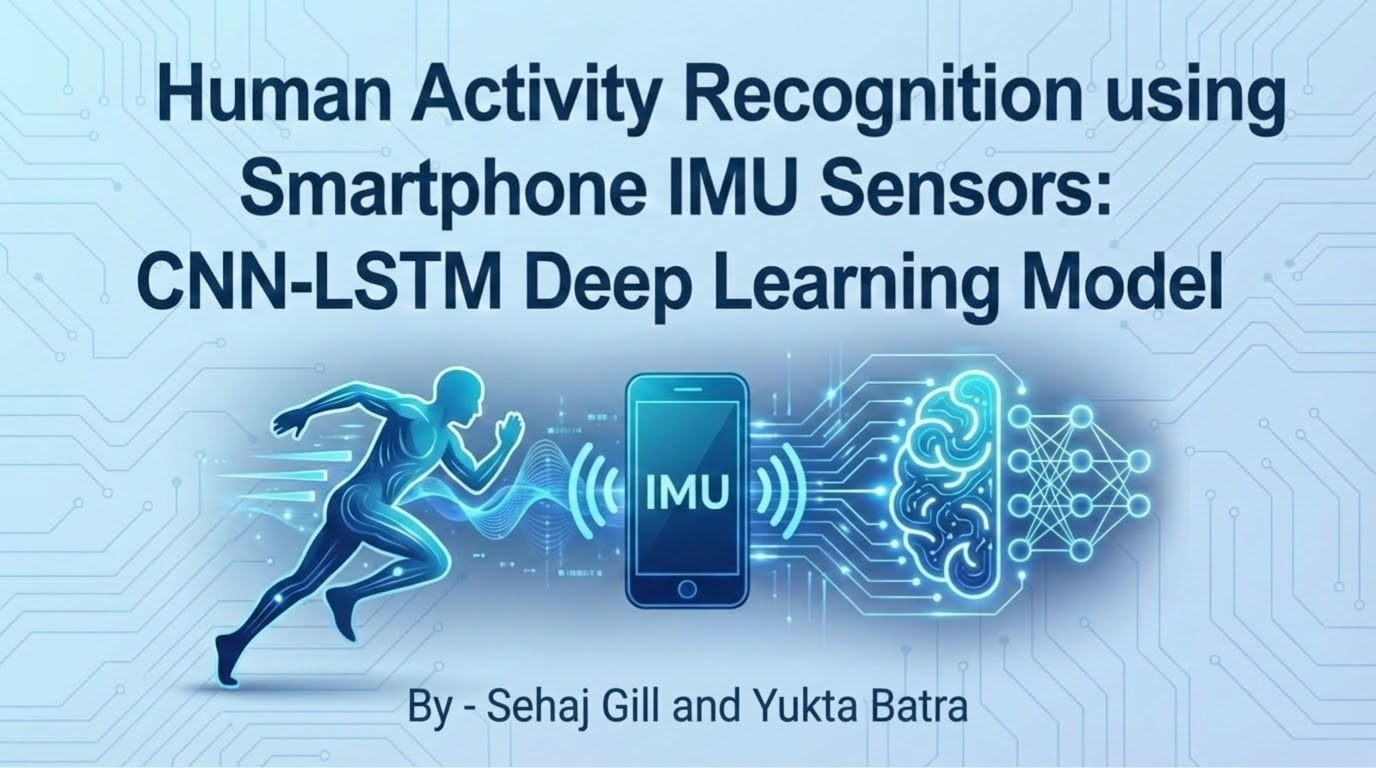 Human Activity Recognition using
Smartphone IMU Sensors:
CNN-LSTM Deep Learning Model
IMU
By - Sehaj Gill and Yukta Batra